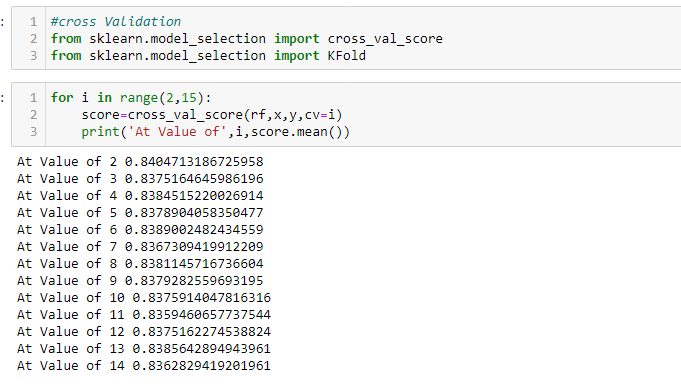 1 #cross Validation
2 from sklearn.model_selection import cross_val_score
3 from sklearn.model_selection import KFold
1 for i in range(2,15):
2     score=cross_val_score(rf,x,y,cv=i)
3     print('At Value of',i,score.mean())
At Value of 2 0.8404713186725958
At Value of 3 0.8375164645986196
At Value of 4 0.8384515220026914
At Value of 5 0.8378904058350477
At Value of 6 0.8389002482434559
At Value of 7 0.8367309419912209
At Value of 8 0.8381145716736604
At Value of 9 0.8379282559693195
At Value of 10 0.8375914047816316
At Value of 11 0.8359460657737544
At Value of 12 0.8375162274538824
At Value of 13 0.8385642894943961
At Value of 14 0.8362829419201961